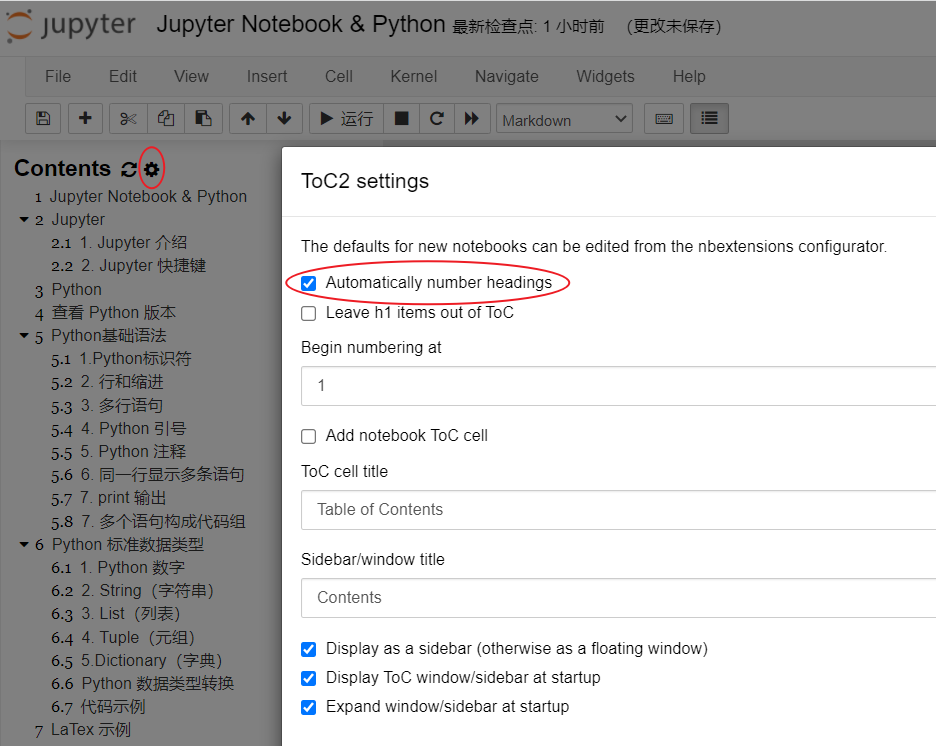 jupyter Jupyter Notebook & Python 最新检查点: 1 小时前 (更改未保存)
File Edit View Insert Cell Kernel Navigate Widgets Help
运行 Markdown
Contents
1 Jupyter Notebook & Python
2 Jupyter
2.1 1. Jupyter 介绍
2.2 2. Jupyter 快捷键
3 Python
4 查看 Python 版本
5 Python基础语法
5.1 1.Python标识符
5.2 2. 行和缩进
5.3 3. 多行语句
5.4 4. Python 引号
5.5 5. Python 注释
5.6 6. 同一行显示多条语句
5.7 7. print 输出
5.8 7. 多个语句构成代码组
6 Python 标准数据类型
6.1 1. Python 数字
6.2 2. String（字符串）
6.3 3. List（列表）
6.4 4. Tuple（元组）
6.5 5.Dictionary（字典）
6.6 Python 数据类型转换
6.7 代码示例
7 LaTex 示例
ToC2 settings
The defaults for new notebooks can be edited from the nbextensions configurator.
Automatically number headings
Leave h1 items out of ToC
Begin numbering at
1
Add notebook ToC cell
ToC cell title
Table of Contents
Sidebar/window title
Contents
Display as a sidebar (otherwise as a floating window)
Display ToC window/sidebar at startup
Expand window/sidebar at startup